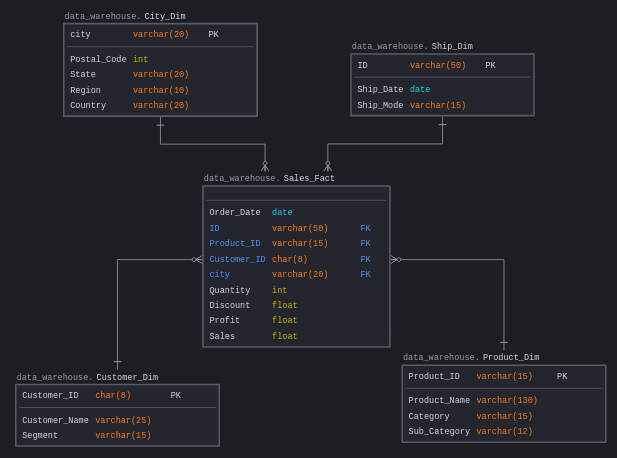 data_warehouse. City_Dim
city varchar(20) PK
Postal_Code int
State varchar(20)
Region varchar(10)
Country varchar(20)
data_warehouse. Ship_Dim
ID varchar(50) PK
Ship_Date date
Ship_Mode varchar(15)
data_warehouse. Sales_Fact
Order_Date date
ID varchar(50) FK
Product_ID varchar(15) FK
Customer_ID char(8) FK
city varchar(20) FK
Quantity int
Discount float
Profit float
Sales float
data_warehouse. Customer_Dim
Customer_ID char(8) PK
Customer_Name varchar(25)
Segment varchar(15)
data_warehouse. Product_Dim
Product_ID varchar(15) PK
Product_Name varchar(130)
Category varchar(15)
Sub_Category varchar(12)